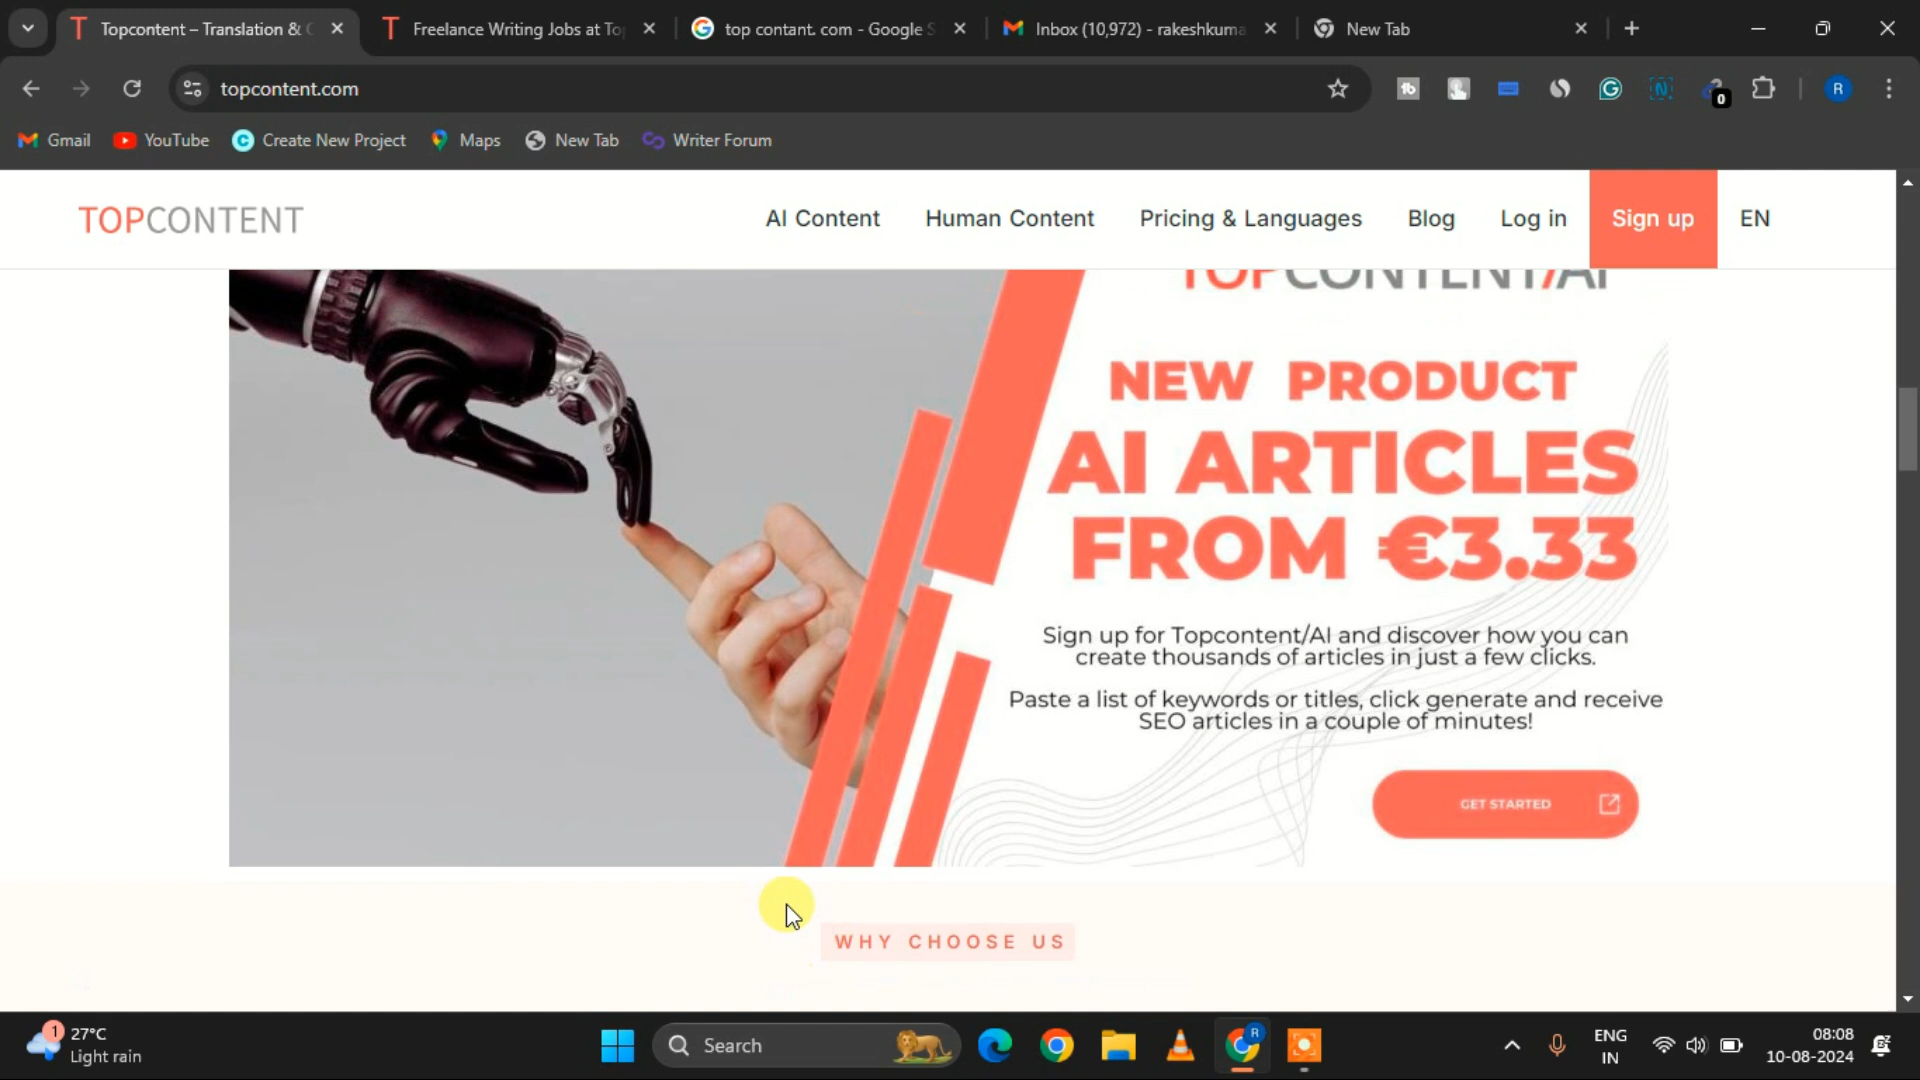 Topcontent – Translation &
Freelance Writing Jobs at To
top contant. com - Google S
Inbox (10,972) - rakeshkuma
New Tab
topcontent.com
0
R
Gmail
YouTube
Create New Project
Maps
New Tab
Writer Forum
TOPCONTENT
AI Content
Human Content
Pricing & Languages
Blog
Log in
Sign up
EN
TOPCONTENT/AI
NEW PRODUCT
AI ARTICLES
FROM €3.33
Sign up for Topcontent/AI and discover how you can
create thousands of articles in just a few clicks.
Paste a list of keywords or titles, click generate and receive
SEO articles in a couple of minutes!
GET STARTED
WHY CHOOSE US
1
27°C
Light rain
Search
R
ENG
IN
08:08
10-08-2024